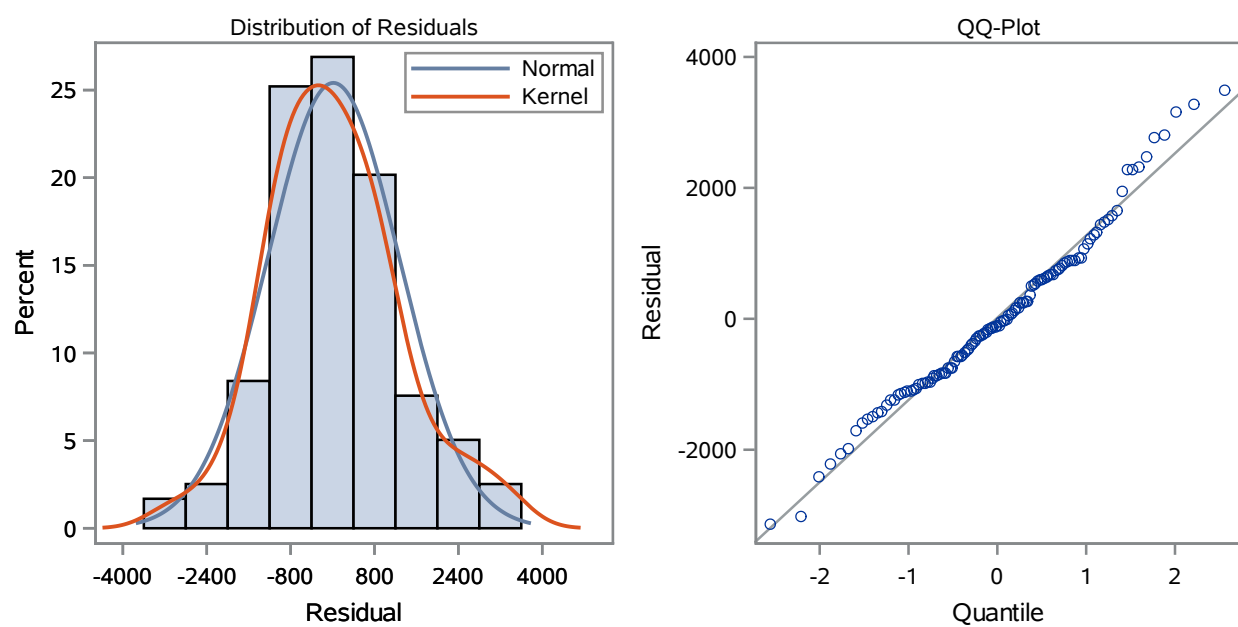 Distribution of Residuals
Normal
Kernel
25
20
15
10
5
0
Percent
-4000 -2400 -800 800 2400 4000
Residual
QQ-Plot
4000
2000
0
-2000
Residual
-2 -1 0 1 2
Quantile